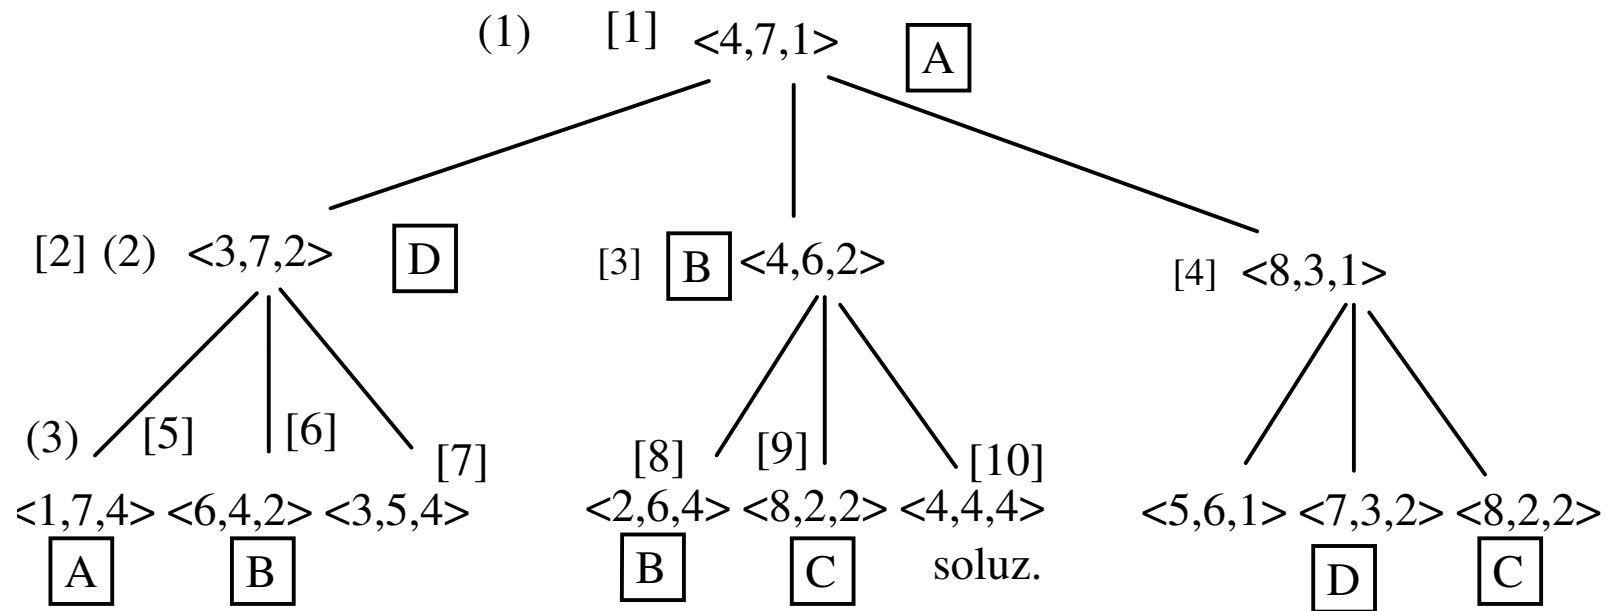 (1) [1] <4,7,1> A
[2] (2) <3,7,2> D [3] B <4,6,2> [4] <8,3,1>
(3) [5] [6] [7] [8] [9] [10]
<1,7,4> <6,4,2> <3,5,4> <2,6,4> <8,2,2> <4,4,4> <5,6,1> <7,3,2> <8,2,2>
A B B C soluz. D C